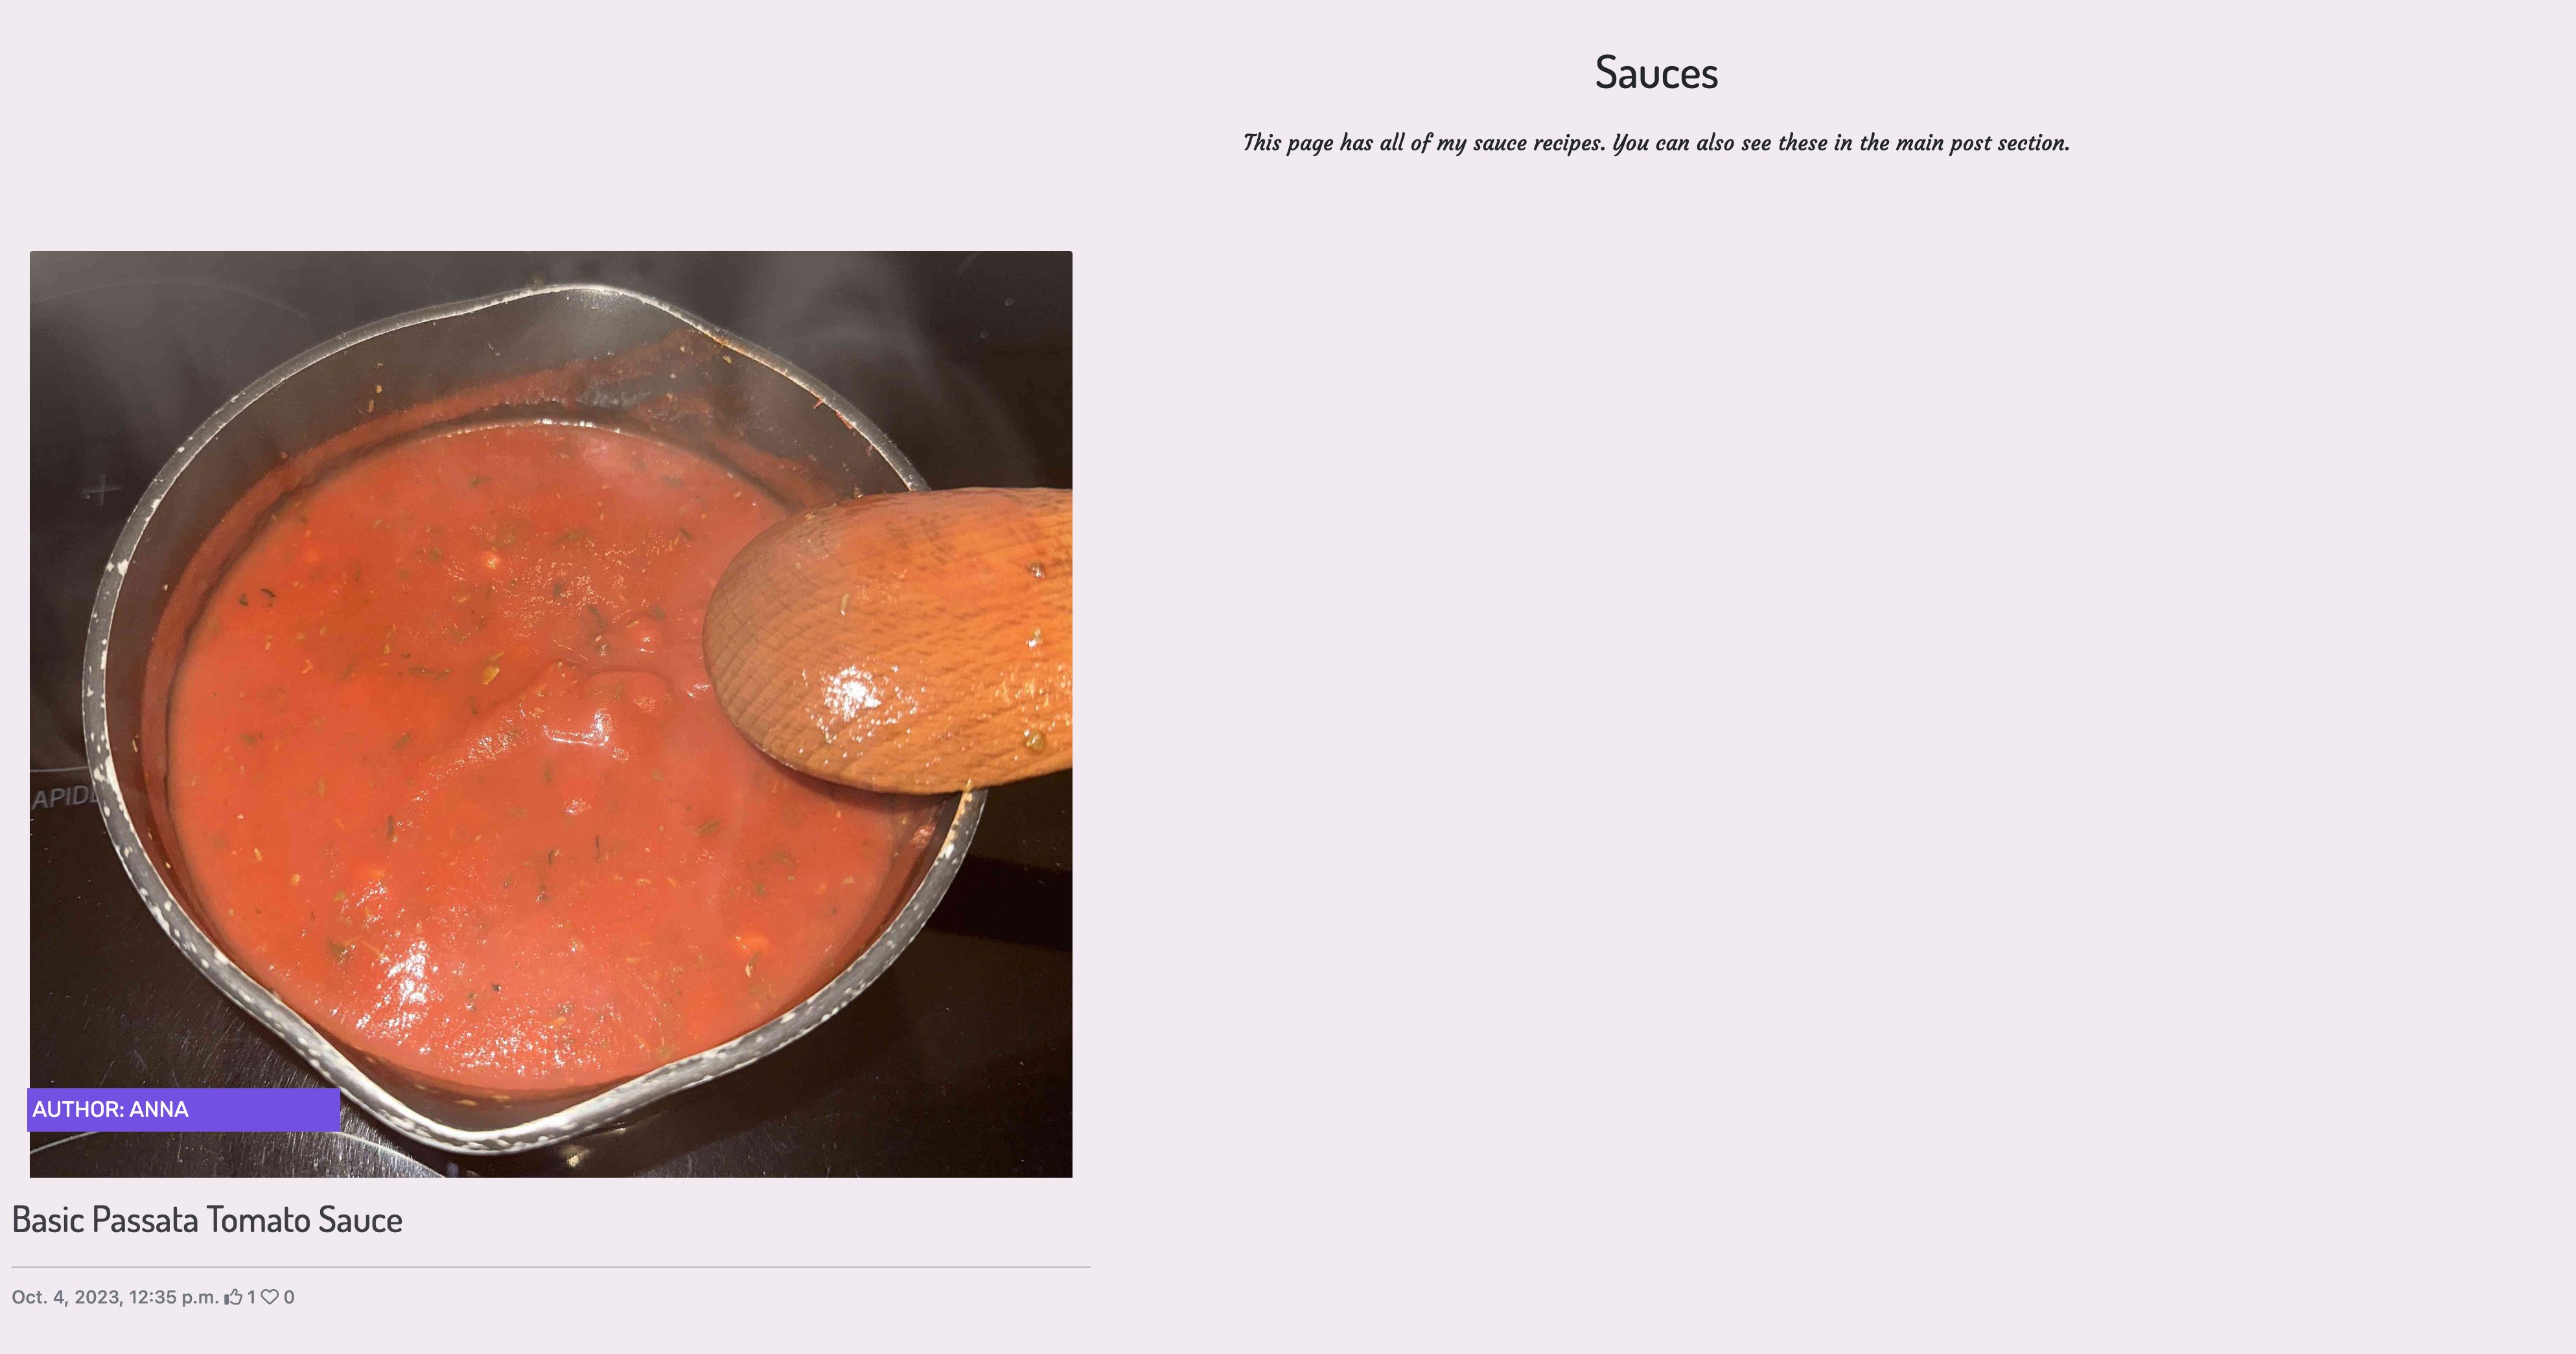 Sauces
This page has all of my sauce recipes. You can also see these in the main post section.
APIDL
AUTHOR: ANNA
Basic Passata Tomato Sauce
Oct. 4, 2023, 12:35 p.m. 1 0